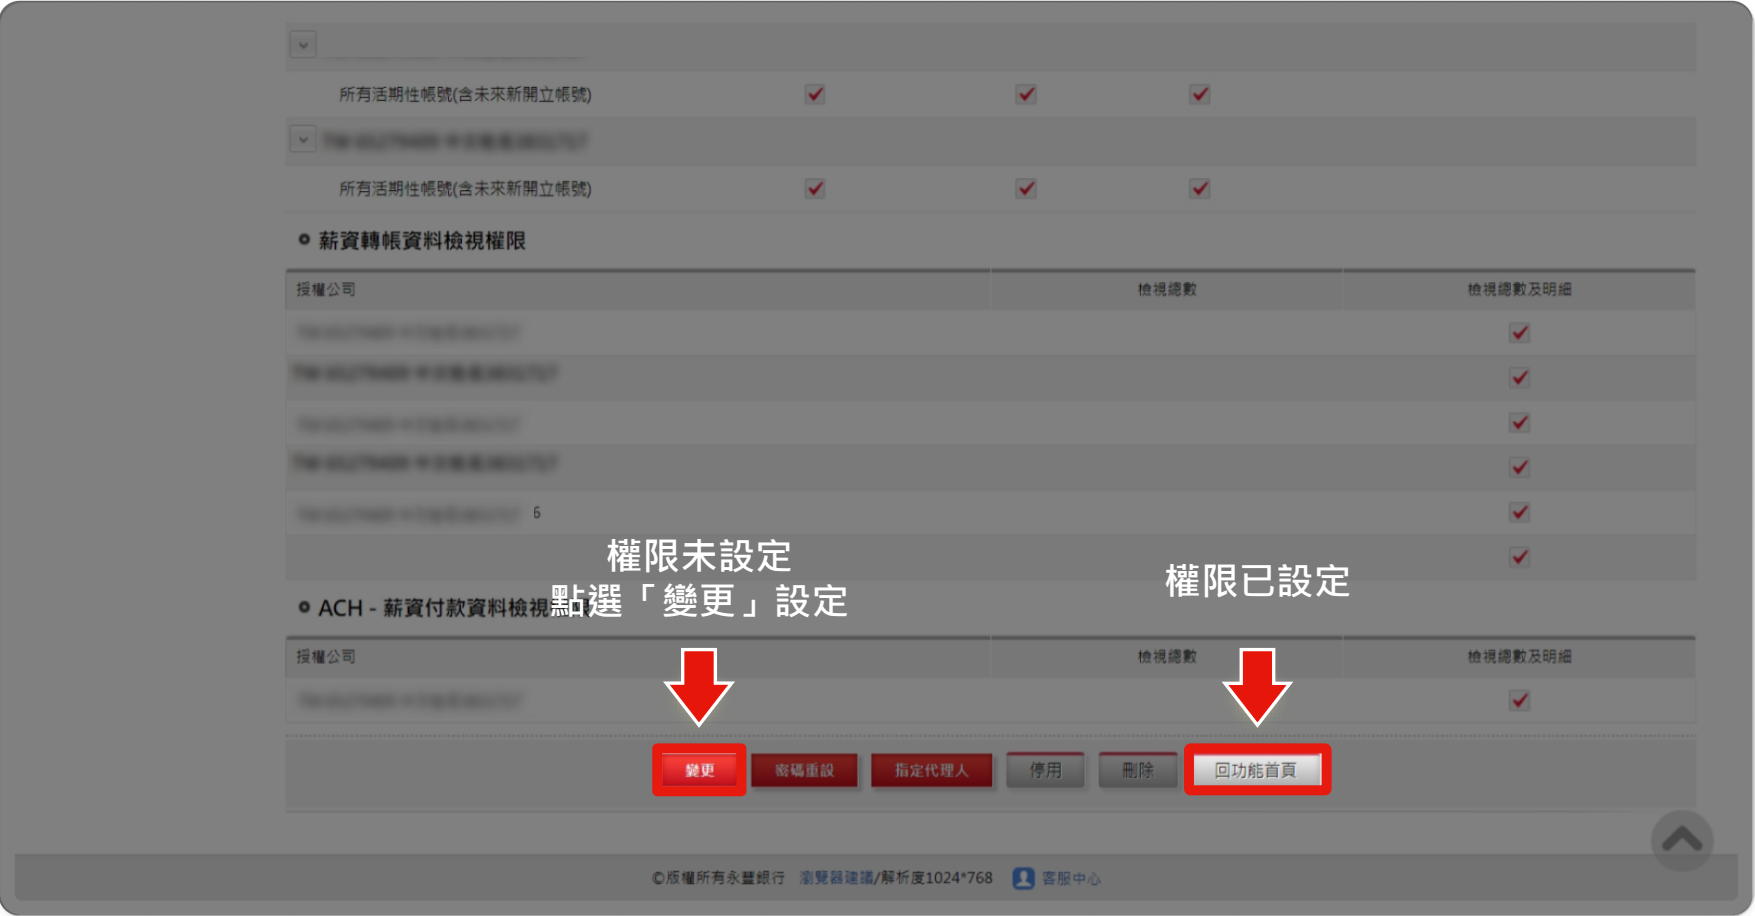 所有活期性帳號(含未來新開立帳號)
所有活期性帳號(含未來新開立帳號)
薪資轉帳資料檢視權限
授權公司 檢視總數 檢視總數及明細
6
權限未設定
點選「變更」設定
權限已設定
ACH - 薪資付款資料檢視權限
授權公司 檢視總數 檢視總數及明細
變更 密碼重設 指定代理人 停用 刪除 回功能首頁
©版權所有永豐銀行 瀏覽器建議/解析度1024*768 客服中心